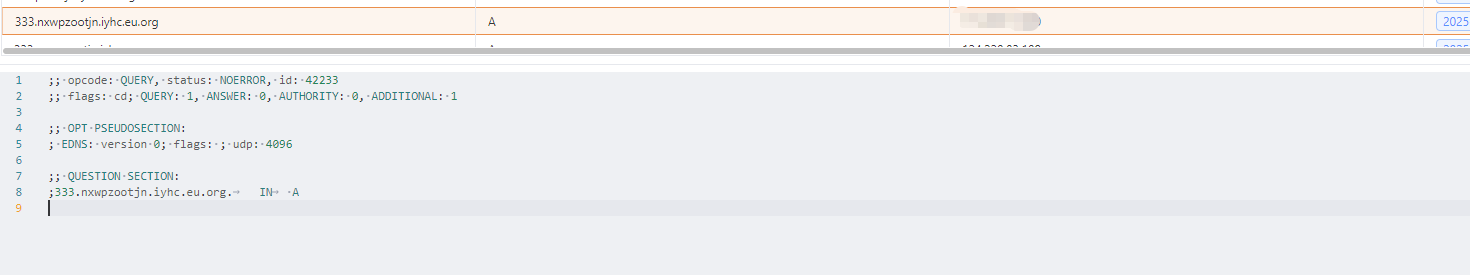 333.nxwpzootjn.iyhc.eu.org A 2025
1 ;; opcode: QUERY, status: NOERROR, id: 42233
2 ;; flags: cd; QUERY: 1, ANSWER: 0, AUTHORITY: 0, ADDITIONAL: 1
3
4 ;; OPT PSEUDOSECTION:
5 ; EDNS: version 0; flags: ; udp: 4096
6
7 ;; QUESTION SECTION:
8 ;333.nxwpzootjn.iyhc.eu.org. IN A
9